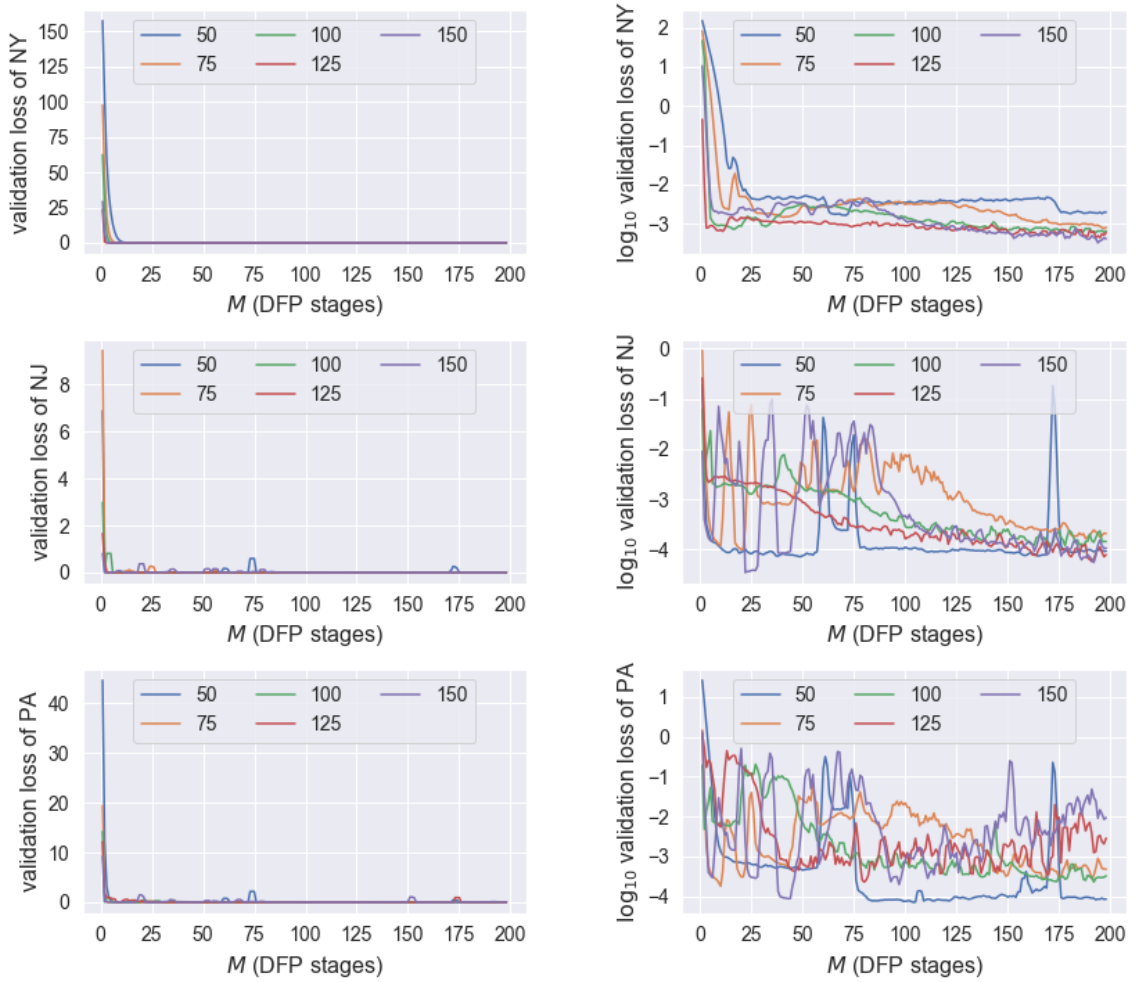 validation loss of NY
150
125
100
75
50
25
0
50 100 150
75 125
0 25 50 75 100 125 150 175 200
M (DFP stages)
log₁₀ validation loss of NY
2
1
0
−1
−2
−3
50 100 150
75 125
0 25 50 75 100 125 150 175 200
M (DFP stages)
validation loss of NJ
8
6
4
2
0
50 100 150
75 125
0 25 50 75 100 125 150 175 200
M (DFP stages)
log₁₀ validation loss of NJ
0
−1
−2
−3
−4
50 100 150
75 125
0 25 50 75 100 125 150 175 200
M (DFP stages)
validation loss of PA
40
30
20
10
0
50 100 150
75 125
0 25 50 75 100 125 150 175 200
M (DFP stages)
log₁₀ validation loss of PA
1
0
−1
−2
−3
−4
50 100 150
75 125
0 25 50 75 100 125 150 175 200
M (DFP stages)